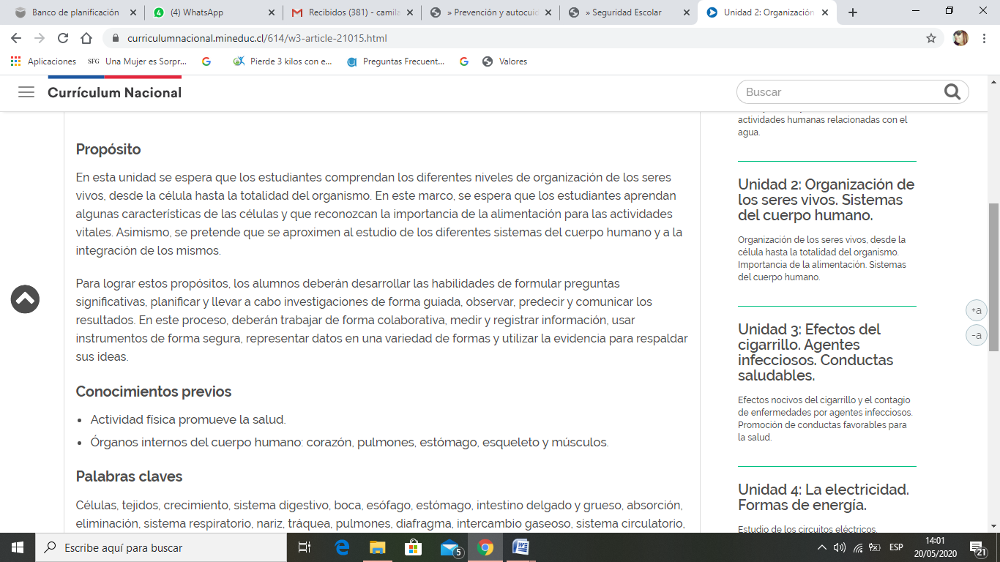 Banco de planificación
(4) WhatsApp
Recibidos (381) - camila
» Prevención y autocuid
» Seguridad Escolar
Unidad 2: Organización
curriculumnacional.mineduc.cl/614/w3-article-21015.html
Aplicaciones
SFG Una Mujer es Sorpr...
Pierde 3 kilos con e...
Preguntas Frecuent...
Valores
Currículum Nacional
Buscar
Propósito
En esta unidad se espera que los estudiantes comprendan los diferentes niveles de organización de los seres
vivos, desde la célula hasta la totalidad del organismo. En este marco, se espera que los estudiantes aprendan
algunas características de las células y que reconozcan la importancia de la alimentación para las actividades
vitales. Asimismo, se pretende que se aproximen al estudio de los diferentes sistemas del cuerpo humano y a la
integración de los mismos.
Para lograr estos propósitos, los alumnos deberán desarrollar las habilidades de formular preguntas
significativas, planificar y llevar a cabo investigaciones de forma guiada, observar, predecir y comunicar los
resultados. En este proceso, deberán trabajar de forma colaborativa, medir y registrar información, usar
instrumentos de forma segura, representar datos en una variedad de formas y utilizar la evidencia para respaldar
sus ideas.
Conocimientos previos
• Actividad física promueve la salud.
• Órganos internos del cuerpo humano: corazón, pulmones, estómago, esqueleto y músculos.
Palabras claves
Células, tejidos, crecimiento, sistema digestivo, boca, esófago, estómago, intestino delgado y grueso, absorción,
eliminación, sistema respiratorio, nariz, tráquea, pulmones, diafragma, intercambio gaseoso, sistema circulatorio,
actividades humanas relacionadas con el
agua.
Unidad 2: Organización de
los seres vivos. Sistemas
del cuerpo humano.
Organización de los seres vivos, desde la
célula hasta la totalidad del organismo.
Importancia de la alimentación. Sistemas
del cuerpo humano.
Unidad 3: Efectos del
cigarrillo. Agentes
infecciosos. Conductas
saludables.
Efectos nocivos del cigarrillo y el contagio
de enfermedades por agentes infecciosos.
Promoción de conductas favorables para
la salud.
Unidad 4: La electricidad.
Formas de energía.
Estudio de los circuitos eléctricos.
+a
-a
Escribe aquí para buscar
5
ESP
14:01
20/05/2020
21